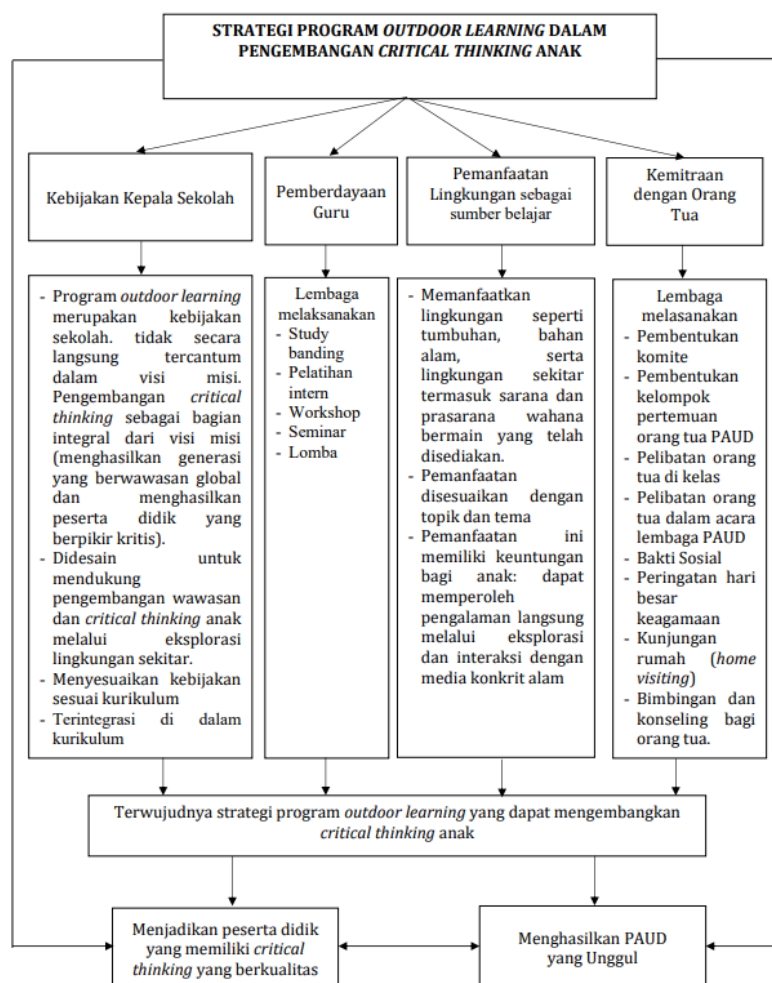 STRATEGI PROGRAM OUTDOOR LEARNING DALAM
PENGEMBANGAN CRITICAL THINKING ANAK
Kebijakan Kepala Sekolah
Pemberdayaan
Guru
Pemanfaatan
Lingkungan sebagai
sumber belajar
Kemitraan
dengan Orang
Tua
- Program outdoor learning
merupakan kebijakan
sekolah. tidak secara
langsung tercantum
dalam visi misi.
Pengembangan critical
thinking sebagai bagian
integral dari visi misi
(menghasilkan generasi
yang berwawasan global
dan menghasilkan
peserta didik yang
berpikir kritis).
- Didesain untuk
mendukung
pengembangan wawasan
dan critical thinking anak
melalui eksplorasi
lingkungan sekitar.
- Menyesuaikan kebijakan
sesuai kurikulum
- Terintegrasi di dalam
kurikulum
Lembaga
melaksanakan
- Study
banding
- Pelatihan
intern
- Workshop
- Seminar
- Lomba
- Memanfaatkan
lingkungan seperti
tumbuhan, bahan
alam, serta
lingkungan sekitar
termasuk sarana dan
prasarana wahana
bermain yang telah
disediakan.
- Pemanfaatan
disesuaikan dengan
topik dan tema
- Pemanfaatan ini
memiliki keuntungan
bagi anak: dapat
memperoleh
pengalaman langsung
melalui eksplorasi
dan interaksi dengan
media konkrit alam
Lembaga
melasanakan
- Pembentukan
komite
- Pembentukan
kelompok
pertemuan
orang tua PAUD
- Pelibatan orang
tua di kelas
- Pelibatan orang
tua dalam acara
lembaga PAUD
- Bakti Sosial
- Peringatan hari
besar
keagamaan
- Kunjungan
rumah (home
visiting)
- Bimbingan dan
konseling bagi
orang tua.
Terwujudnya strategi program outdoor learning yang dapat mengembangkan
critical thinking anak
Menjadikan peserta didik
yang memiliki critical
thinking yang berkualitas
Menghasilkan PAUD
yang Unggul